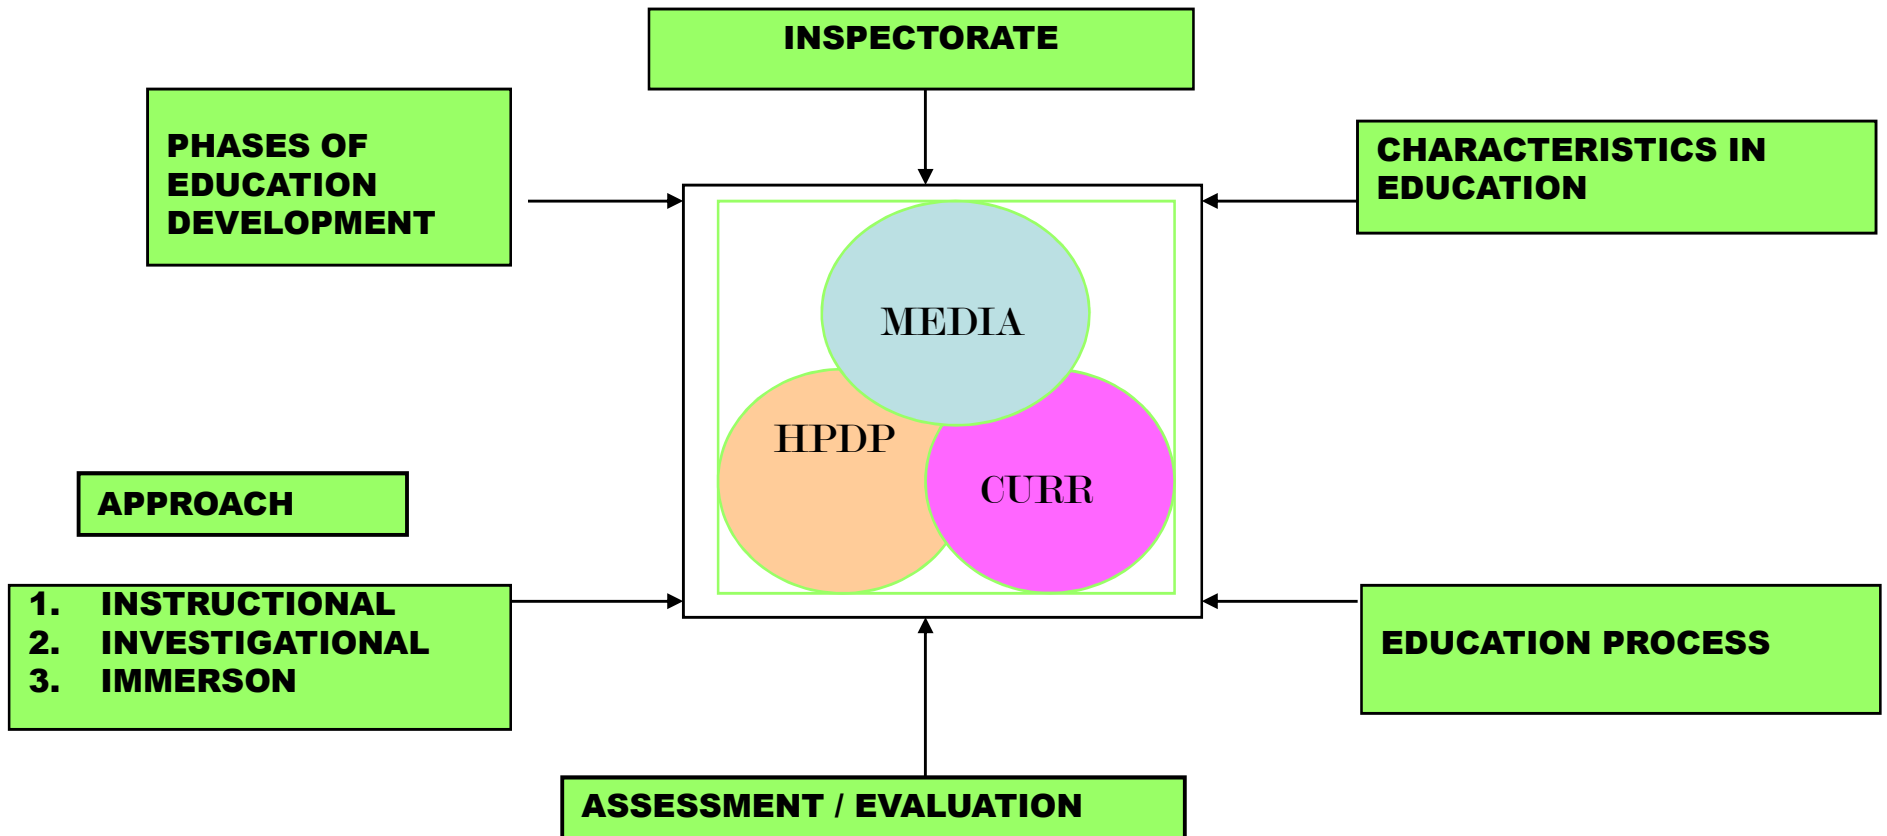 INSPECTORATE
PHASES OF
EDUCATION
DEVELOPMENT
CHARACTERISTICS IN
EDUCATION
MEDIA
HPDP
CURR
APPROACH
1. INSTRUCTIONAL
2. INVESTIGATIONAL
3. IMMERSON
EDUCATION PROCESS
ASSESSMENT / EVALUATION